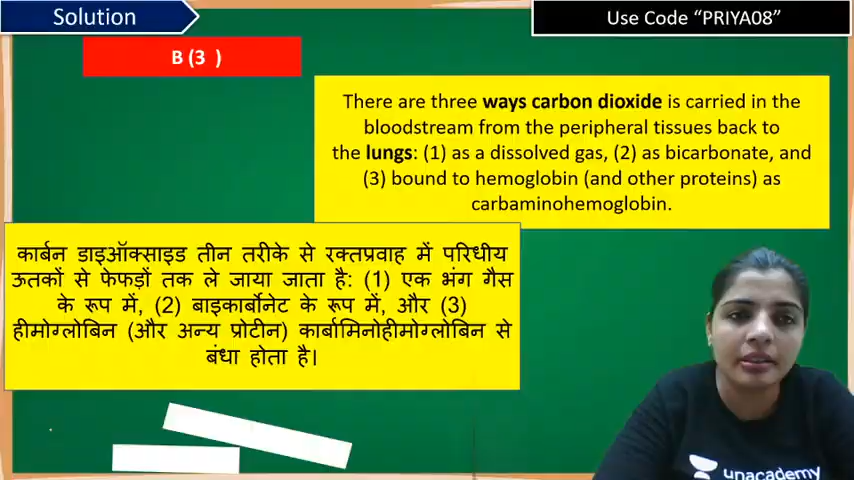 Solution
Use Code “PRIYA08”
B (3 )
There are three ways carbon dioxide is carried in the
bloodstream from the peripheral tissues back to
the lungs: (1) as a dissolved gas, (2) as bicarbonate, and
(3) bound to hemoglobin (and other proteins) as
carbaminohemoglobin.
कार्बन डाइऑक्साइड तीन तरीके से रक्तप्रवाह में परिधीय
ऊतकों से फेफड़ों तक ले जाया जाता है: (1) एक भंग गैस
के रूप में, (2) बाइकार्बोनेट के रूप में, और (3)
हीमोग्लोबिन (और अन्य प्रोटीन) कार्बामिनोहीमोग्लोबिन से
बंधा होता है।
unacademy